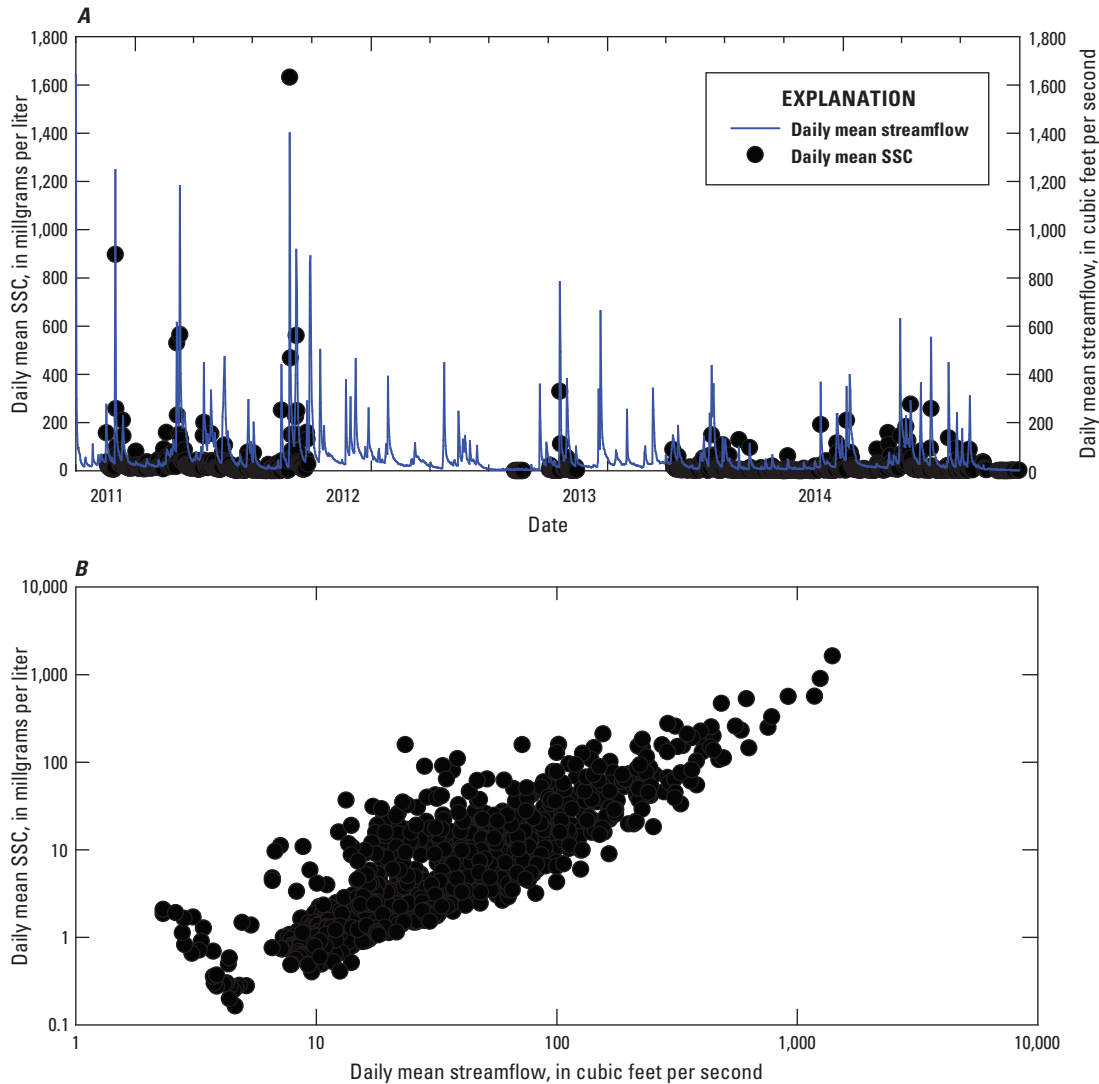 A
1,800
1,600
1,400
1,200
1,000
800
600
400
200
0
Daily mean SSC, in millgrams per liter
1,800
1,600
1,400
1,200
1,000
800
600
400
200
0
Daily mean streamflow, in cubic feet per second
EXPLANATION
Daily mean streamflow
Daily mean SSC
2011 2012 2013 2014
Date
B
10,000
1,000
100
10
1
0.1
Daily mean SSC, in millgrams per liter
1 10 100 1,000 10,000
Daily mean streamflow, in cubic feet per second